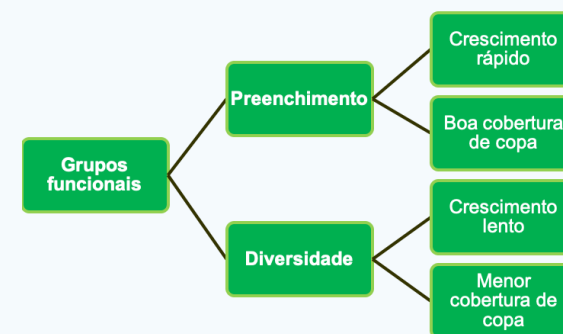 Grupos
funcionais
Preenchimento
Crescimento
rápido
Boa cobertura
de copa
Diversidade
Crescimento
lento
Menor
cobertura de
copa